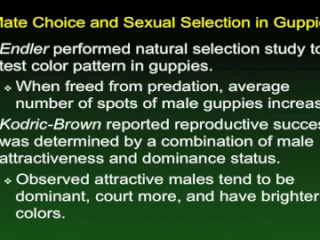 Mate Choice and Sexual Selection in Guppie
Endler performed natural selection study to
test color pattern in guppies.
❖ When freed from predation, average
number of spots of male guppies increas
Kodric-Brown reported reproductive succes
was determined by a combination of male
attractiveness and dominance status.
❖ Observed attractive males tend to be
dominant, court more, and have brighter
colors.